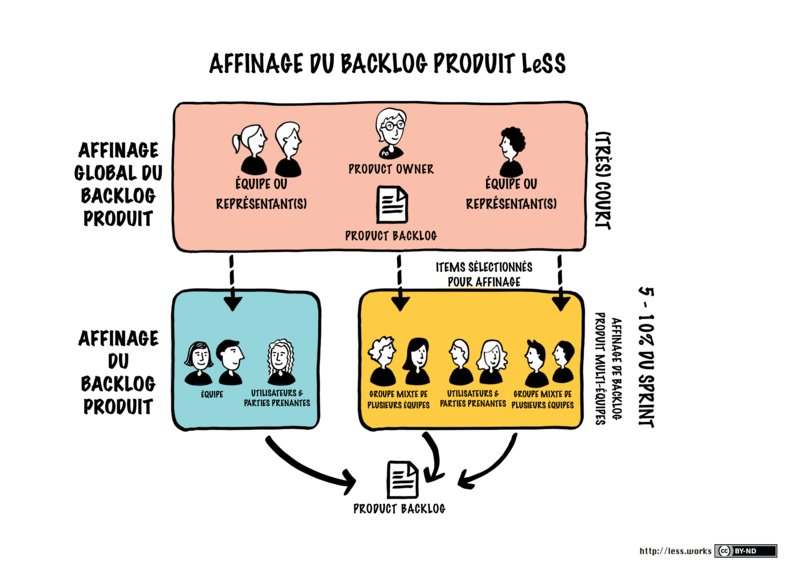 AFFINAGE DU BACKLOG PRODUIT LeSS
AFFINAGE
GLOBAL DU
BACKLOG
PRODUIT
PO
PRODUCT OWNER
ÉQUIPE OU
REPRÉSENTANT(S)
ÉQUIPE OU
REPRÉSENTANT(S)
PRODUCT BACKLOG
(TRÈS) COURT
ITEMS SÉLECTIONNÉS
POUR AFFINAGE
AFFINAGE
DU
BACKLOG
PRODUIT
ÉQUIPE
UTILISATEURS &
PARTIES PRENANTES
GROUPE MIXTE DE
PLUSIEURS ÉQUIPES
UTILISATEURS &
PARTIES PRENANTES
GROUPE MIXTE DE
PLUSIEURS ÉQUIPES
AFFINAGE DE BACKLOG
PRODUIT MULTI-ÉQUIPES
5 - 10% DU SPRINT
PRODUCT BACKLOG
http://less.works
cc BY-ND